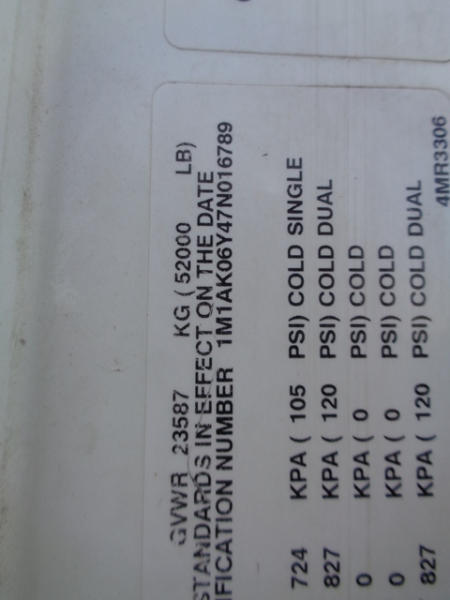 GVWR 23587 KG ( 52000 LB)
STANDARDS IN EFFECT ON THE DATE
IFICATION NUMBER 1M1AK06Y47N016789
724 KPA ( 105 PSI) COLD SINGLE
827 KPA ( 120 PSI) COLD DUAL
0 KPA ( 0 PSI) COLD
0 KPA ( 0 PSI) COLD
827 KPA ( 120 PSI) COLD DUAL
4MR3306